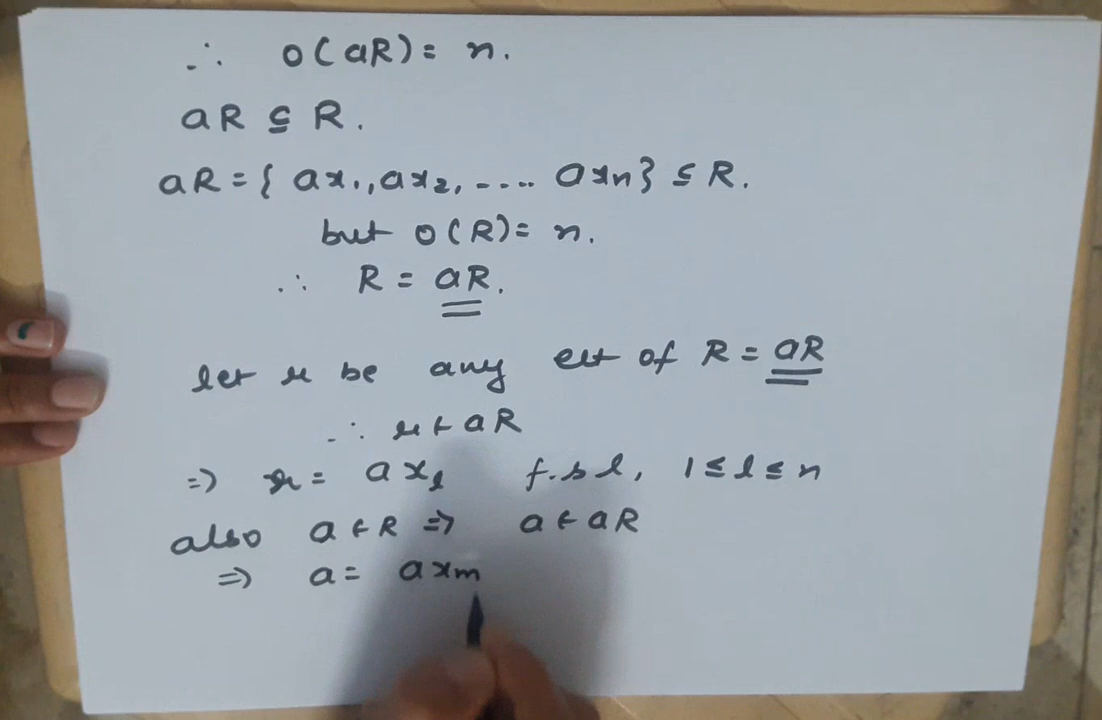 ∴ o(aR) = n.
aR ⊆ R.
aR = { ax₁, ax₂, ---- axn} ⊆ R.
but o(R) = n.
∴ R = aR.
let r be any elt of R = aR
∴ r ∈ aR
=> r = axₗ f.s l, 1 ≤ l ≤ n
also a ∈ R => a ∈ aR
=> a = axm